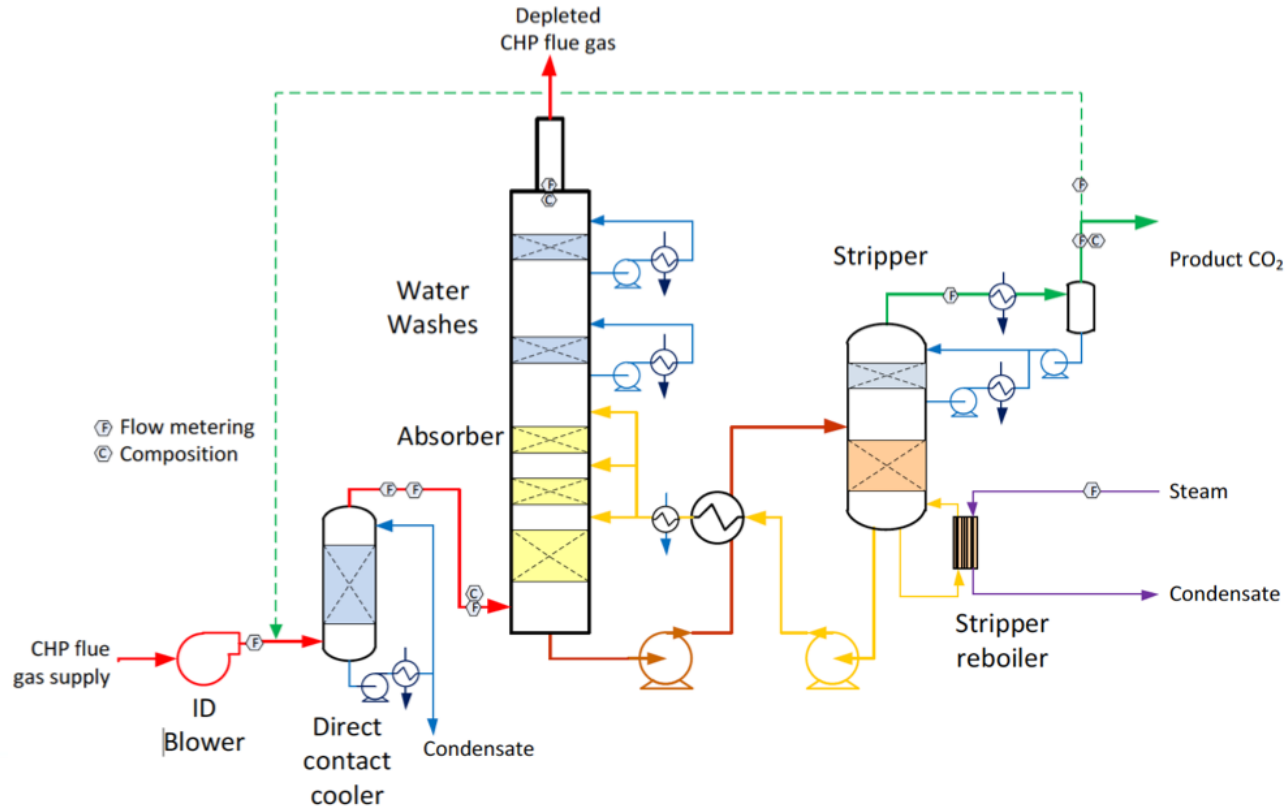 Depleted
CHP flue gas
F
C
F
F
C
Product CO₂
Stripper
F
Water
Washes
F Flow metering
C Composition
Absorber
F
F
F
Steam
C
F
Condensate
Stripper
reboiler
CHP flue
gas supply
F
ID
Blower
Direct
contact
cooler
Condensate